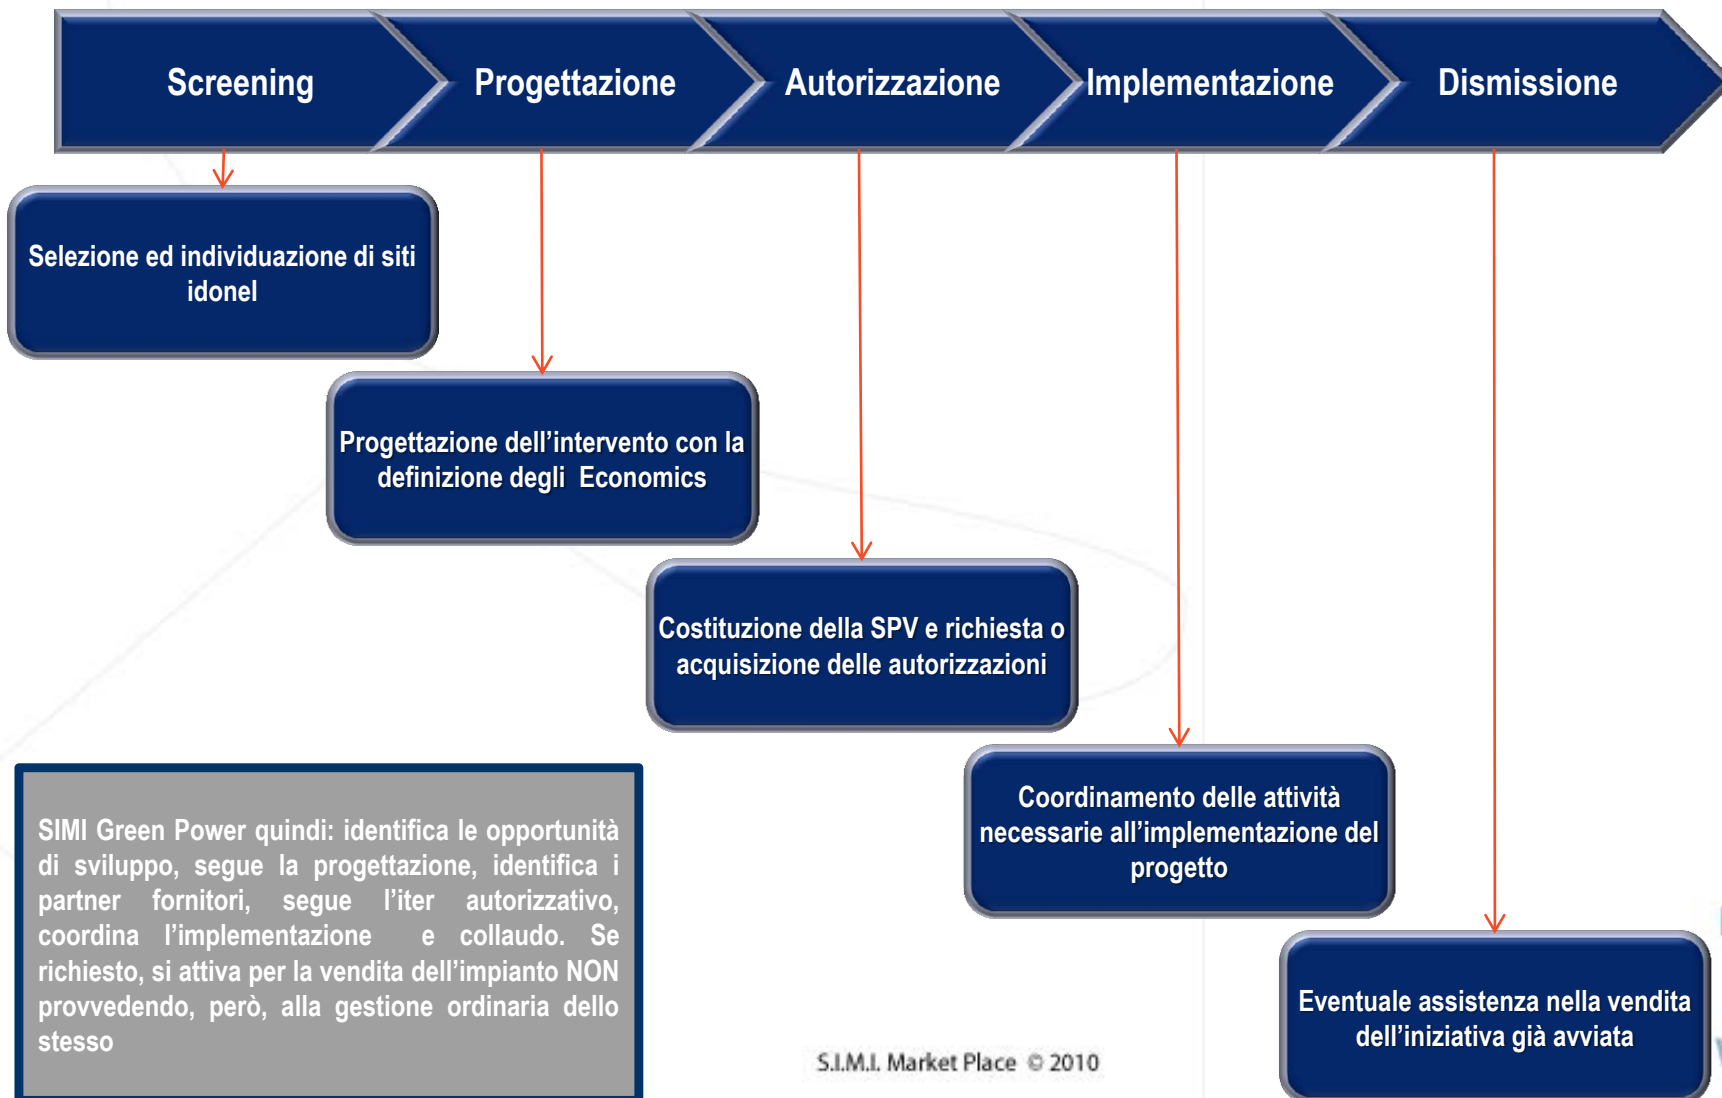 Screening
Progettazione
Autorizzazione
Implementazione
Dismissione
Selezione ed individuazione di siti
idonel
Progettazione dell’intervento con la
definizione degli  Economics
Costituzione della SPV e richiesta o
acquisizione delle autorizzazioni
Coordinamento delle attività
necessarie all’implementazione del
progetto
Eventuale assistenza nella vendita
dell’iniziativa già avviata
SIMI Green Power quindi: identifica le opportunità
di sviluppo, segue la progettazione, identifica i
partner fornitori, segue l’iter autorizzativo,
coordina l’implementazione e collaudo. Se
richiesto, si attiva per la vendita dell’impianto NON
provvedendo, però, alla gestione ordinaria dello
stesso
S.I.M.I. Market Place © 2010